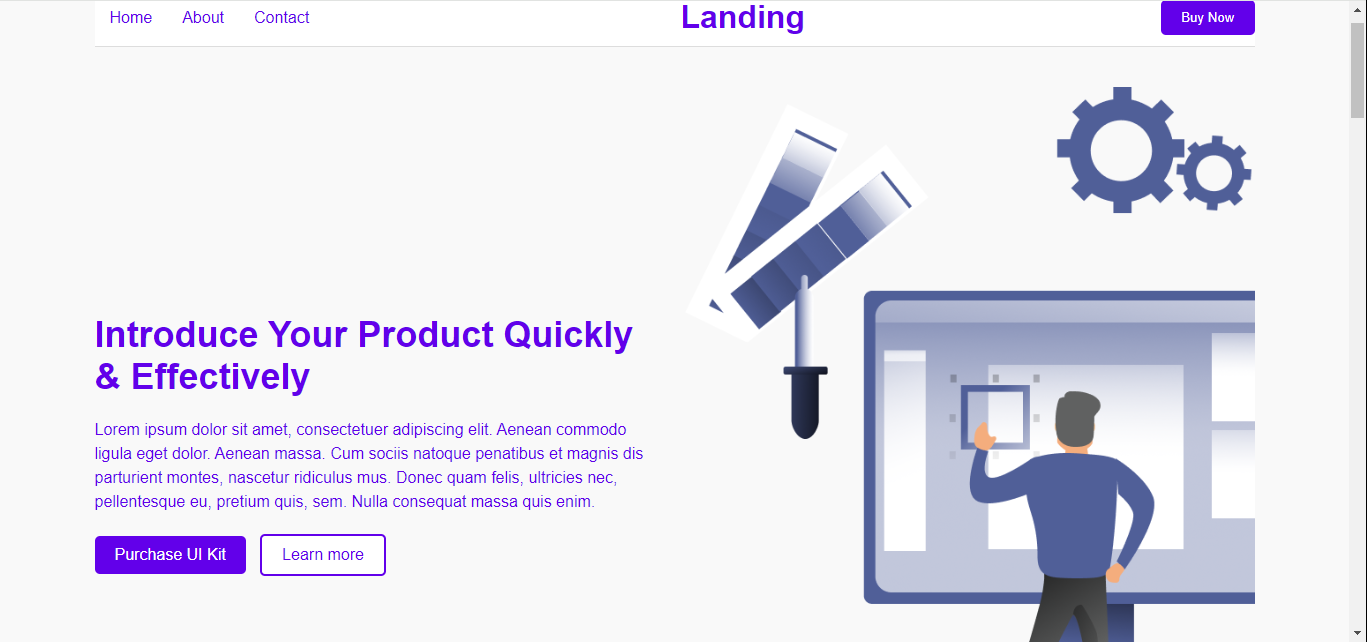 Home About Contact Landing Buy Now
Introduce Your Product Quickly
& Effectively
Lorem ipsum dolor sit amet, consectetuer adipiscing elit. Aenean commodo
ligula eget dolor. Aenean massa. Cum sociis natoque penatibus et magnis dis
parturient montes, nascetur ridiculus mus. Donec quam felis, ultricies nec,
pellentesque eu, pretium quis, sem. Nulla consequat massa quis enim.
Purchase UI Kit Learn more